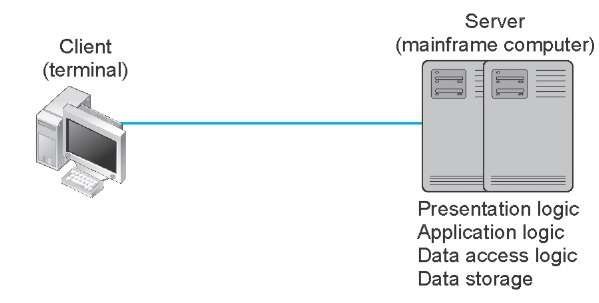 Client
(terminal)
Server
(mainframe computer)
Presentation logic
Application logic
Data access logic
Data storage